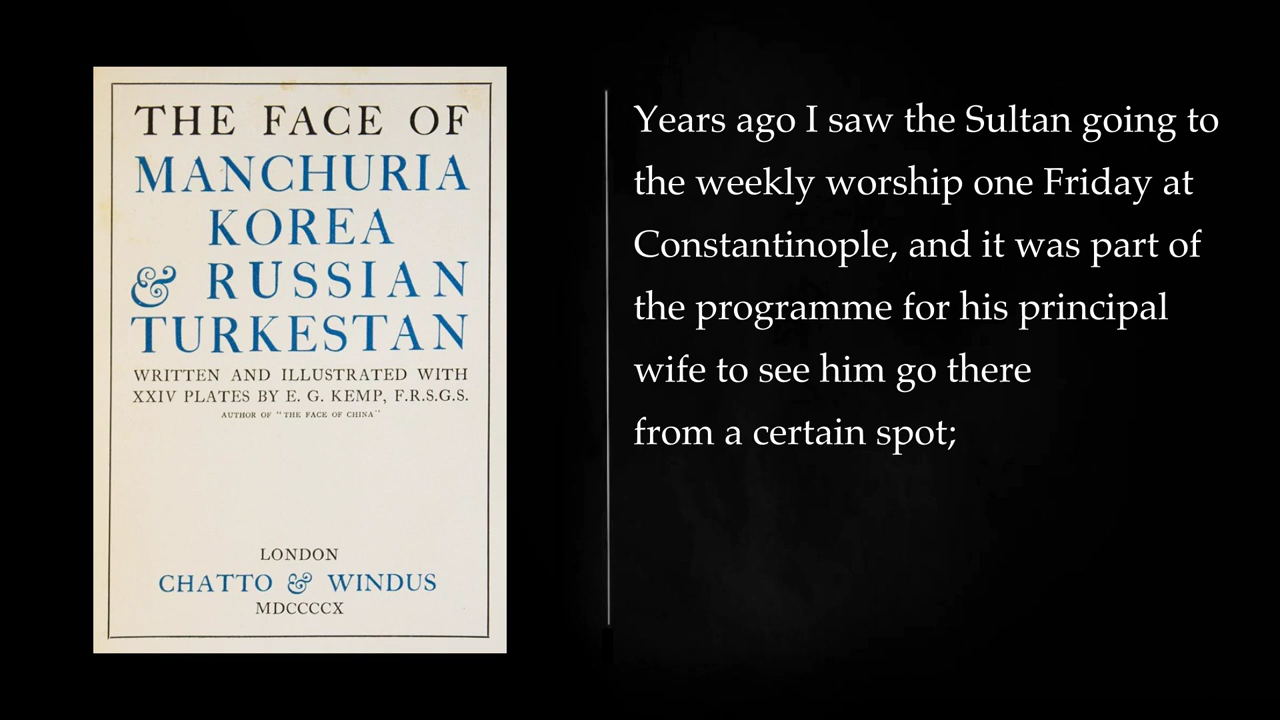 THE FACE OF
MANCHURIA
KOREA
& RUSSIAN
TURKESTAN
WRITTEN AND ILLUSTRATED WITH
XXIV PLATES BY E. G. KEMP, F.R.S.G.S.
AUTHOR OF "THE FACE OF CHINA"
LONDON
CHATTO & WINDUS
MDCCCCX
Years ago I saw the Sultan going to
the weekly worship one Friday at
Constantinople, and it was part of
the programme for his principal
wife to see him go there
from a certain spot;